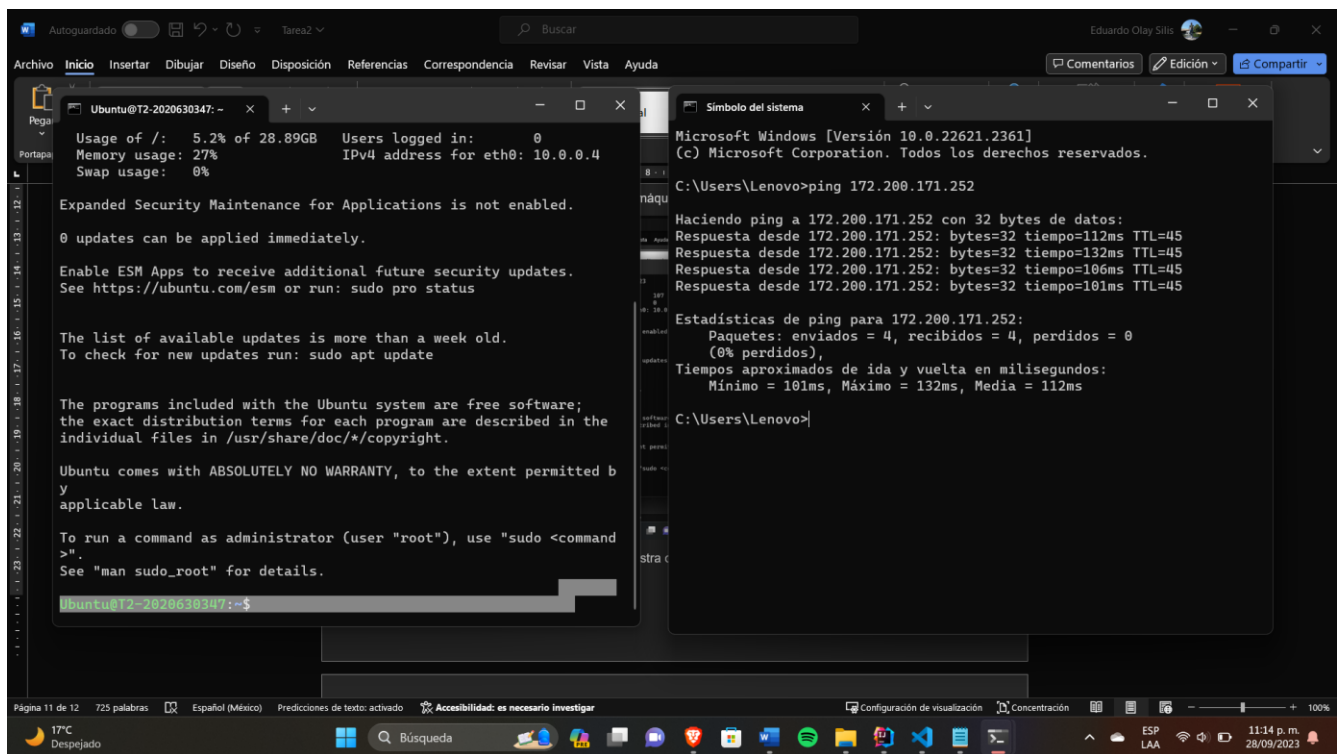 Autoguardado
Tarea2
Buscar
Eduardo Olay Silis
Archivo Inicio Insertar Dibujar Diseño Disposición Referencias Correspondencia Revisar Vista Ayuda
Comentarios Edición Compartir
Ubuntu@T2-2020630347: ~
Usage of /: 5.2% of 28.89GB Users logged in: 0
Memory usage: 27% IPv4 address for eth0: 10.0.0.4
Swap usage: 0%
Expanded Security Maintenance for Applications is not enabled.
0 updates can be applied immediately.
Enable ESM Apps to receive additional future security updates.
See https://ubuntu.com/esm or run: sudo pro status
The list of available updates is more than a week old.
To check for new updates run: sudo apt update
The programs included with the Ubuntu system are free software;
the exact distribution terms for each program are described in the
individual files in /usr/share/doc/*/copyright.
Ubuntu comes with ABSOLUTELY NO WARRANTY, to the extent permitted b
y
applicable law.
To run a command as administrator (user "root"), use "sudo <command
>".
See "man sudo_root" for details.
Ubuntu@T2-2020630347:~$
Símbolo del sistema
Microsoft Windows [Versión 10.0.22621.2361]
(c) Microsoft Corporation. Todos los derechos reservados.
C:\Users\Lenovo>ping 172.200.171.252
Haciendo ping a 172.200.171.252 con 32 bytes de datos:
Respuesta desde 172.200.171.252: bytes=32 tiempo=112ms TTL=45
Respuesta desde 172.200.171.252: bytes=32 tiempo=132ms TTL=45
Respuesta desde 172.200.171.252: bytes=32 tiempo=106ms TTL=45
Respuesta desde 172.200.171.252: bytes=32 tiempo=101ms TTL=45
Estadísticas de ping para 172.200.171.252:
Paquetes: enviados = 4, recibidos = 4, perdidos = 0
(0% perdidos),
Tiempos aproximados de ida y vuelta en milisegundos:
Mínimo = 101ms, Máximo = 132ms, Media = 112ms
C:\Users\Lenovo>
Página 11 de 12 725 palabras Español (México) Predicciones de texto: activado Accesibilidad: es necesario investigar Configuración de visualización Concentración 100%
17°C
Despejado
Búsqueda
ESP
LAA
11:14 p. m.
28/09/2023